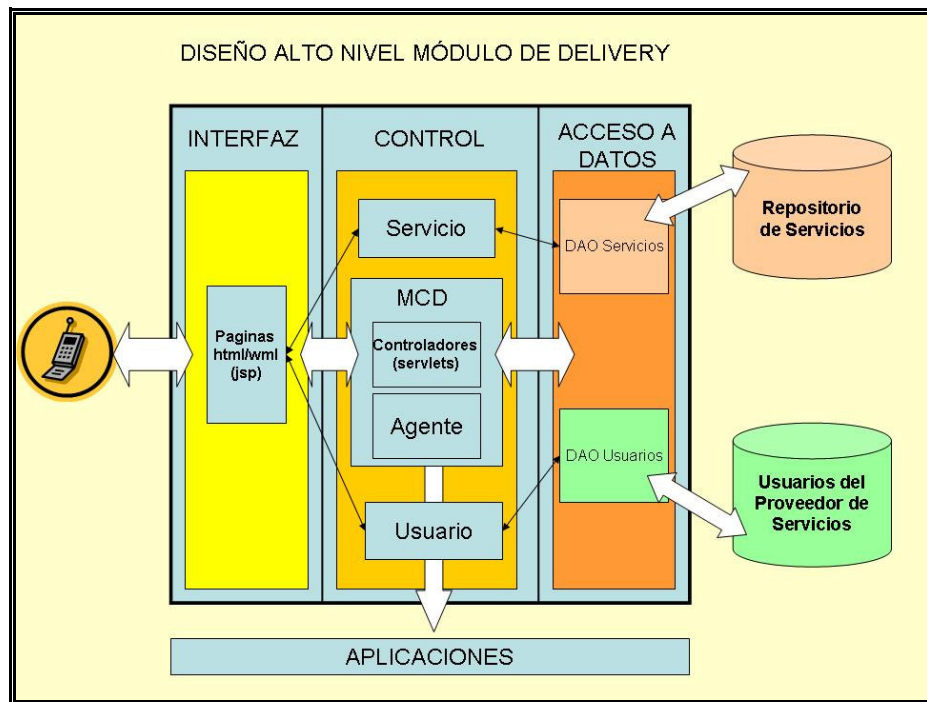 DISEÑO ALTO NIVEL MÓDULO DE DELIVERY
INTERFAZ
CONTROL
ACCESO A
DATOS
Servicio
DAO Servicios
Repositorio
de Servicios
MCD
Paginas
html/wml
(jsp)
Controladores
(servlets)
Agente
DAO Usuarios
Usuarios del
Proveedor de
Servicios
Usuario
APLICACIONES